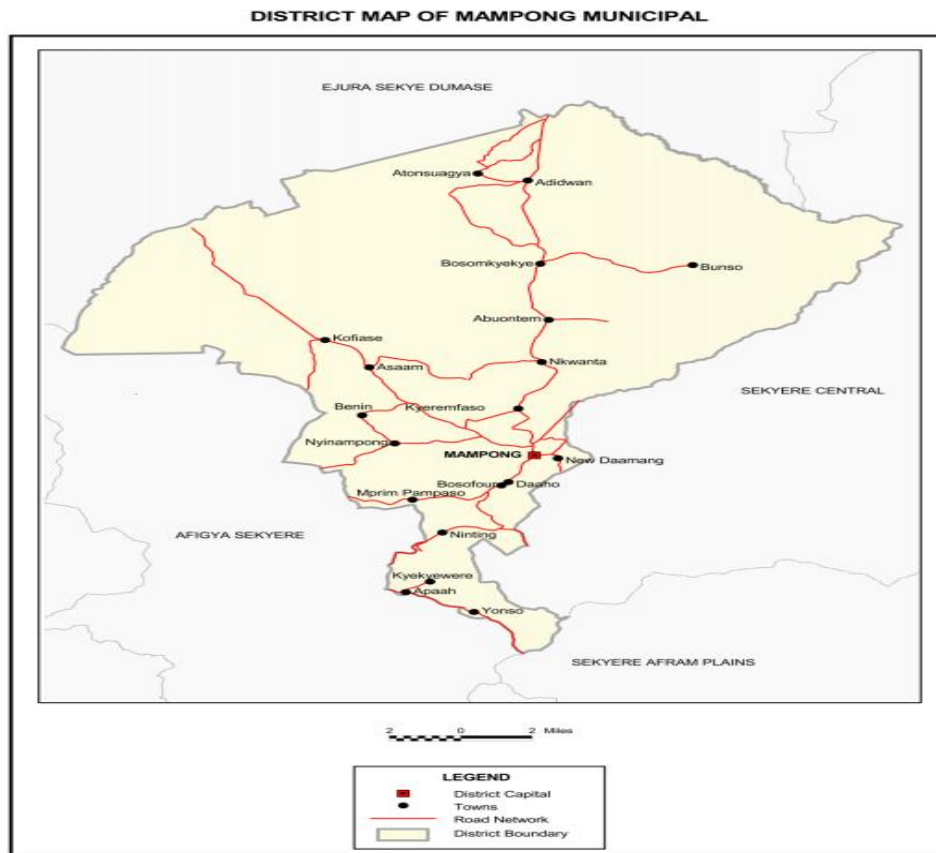 DISTRICT MAP OF MAMPONG MUNICIPAL
EJURA SEKYE DUMASE
Atonsuagya
Adidwan
Bosomkyekye
Bunso
Abuontem
Kofiase
Nkwanta
Asaam
SEKYERE CENTRAL
Benin
Kyeremfaso
Nyinampong
MAMPONG
New Daamang
Bosofour
Daaho
Mprim Pampaso
AFIGYA SEKYERE
Ninting
Kyekyewere
Apaah
Yonso
SEKYERE AFRAM PLAINS
2 0 2 Miles
LEGEND
District Capital
Towns
Road Network
District Boundary